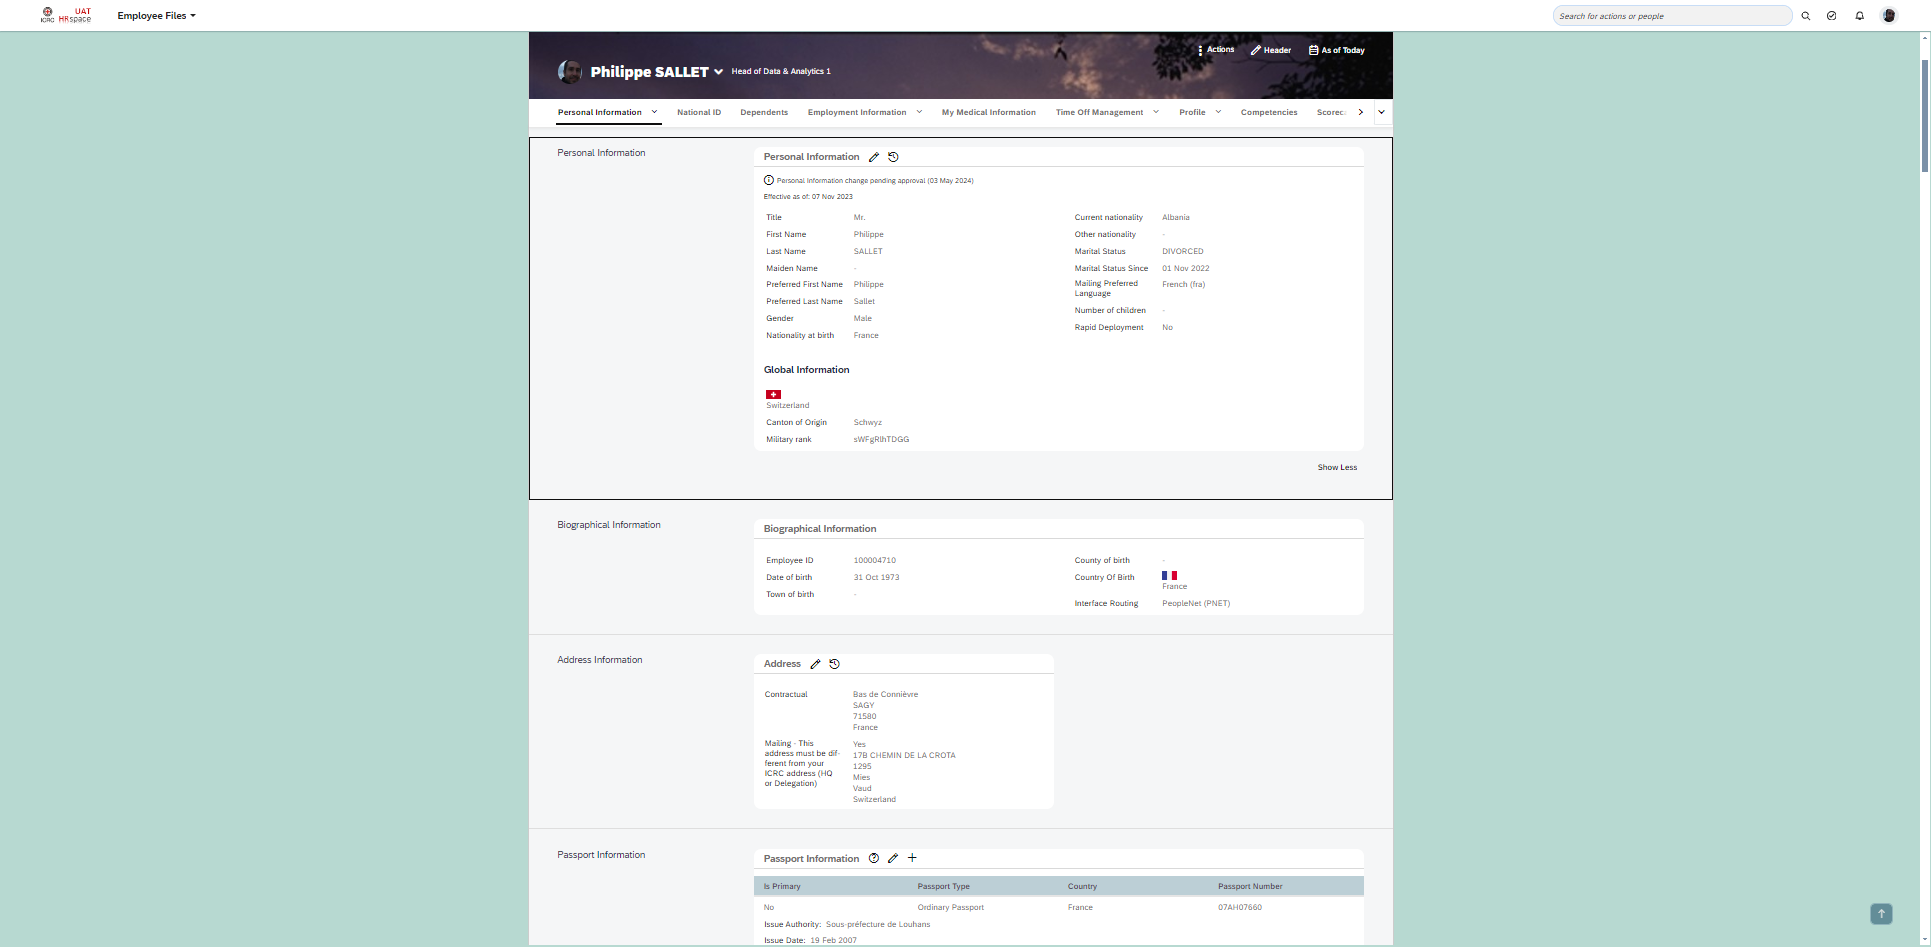 ICRC
UAT
HRspace
Employee Files
Search for actions or people
Actions
Header
As of Today
Philippe SALLET
Head of Data & Analytics 1
Personal Information
National ID
Dependents
Employment Information
My Medical Information
Time Off Management
Profile
Competencies
Scorec
Personal Information
Personal Information
Personal Information change pending approval (03 May 2024)
Effective as of: 07 Nov 2023
Title Mr.
First Name Philippe
Last Name SALLET
Maiden Name -
Preferred First Name Philippe
Preferred Last Name Sallet
Gender Male
Nationality at birth France
Current nationality Albania
Other nationality -
Marital Status DIVORCED
Marital Status Since 01 Nov 2022
Mailing Preferred French (fra)
Language
Number of children -
Rapid Deployment No
Global Information
Switzerland
Canton of Origin Schwyz
Military rank sWFgRlhTDGG
Show Less
Biographical Information
Biographical Information
Employee ID 100004710
Date of birth 31 Oct 1973
Town of birth -
County of birth -
Country Of Birth
France
Interface Routing PeopleNet (PNET)
Address Information
Address
Contractual Bas de Connièvre
SAGY
71580
France
Mailing - This Yes
address must be dif- 17B CHEMIN DE LA CROTA
ferent from your 1295
ICRC address (HQ Mies
or Delegation) Vaud
Switzerland
Passport Information
Passport Information
Is Primary Passport Type Country Passport Number
No Ordinary Passport France 07AH07660
Issue Authority: Sous-préfecture de Louhans
Issue Date: 19 Feb 2007